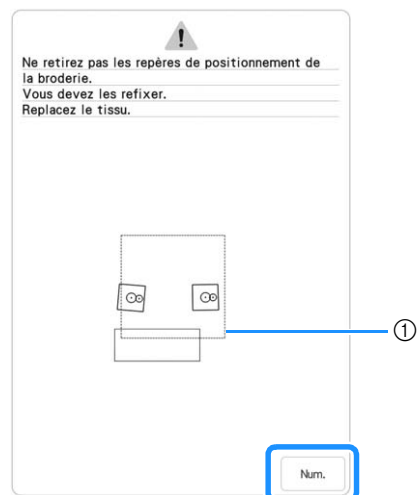 Ne retirez pas les repères de positionnement de
la broderie.
Vous devez les refixer.
Replacez le tissu.
①
Num.